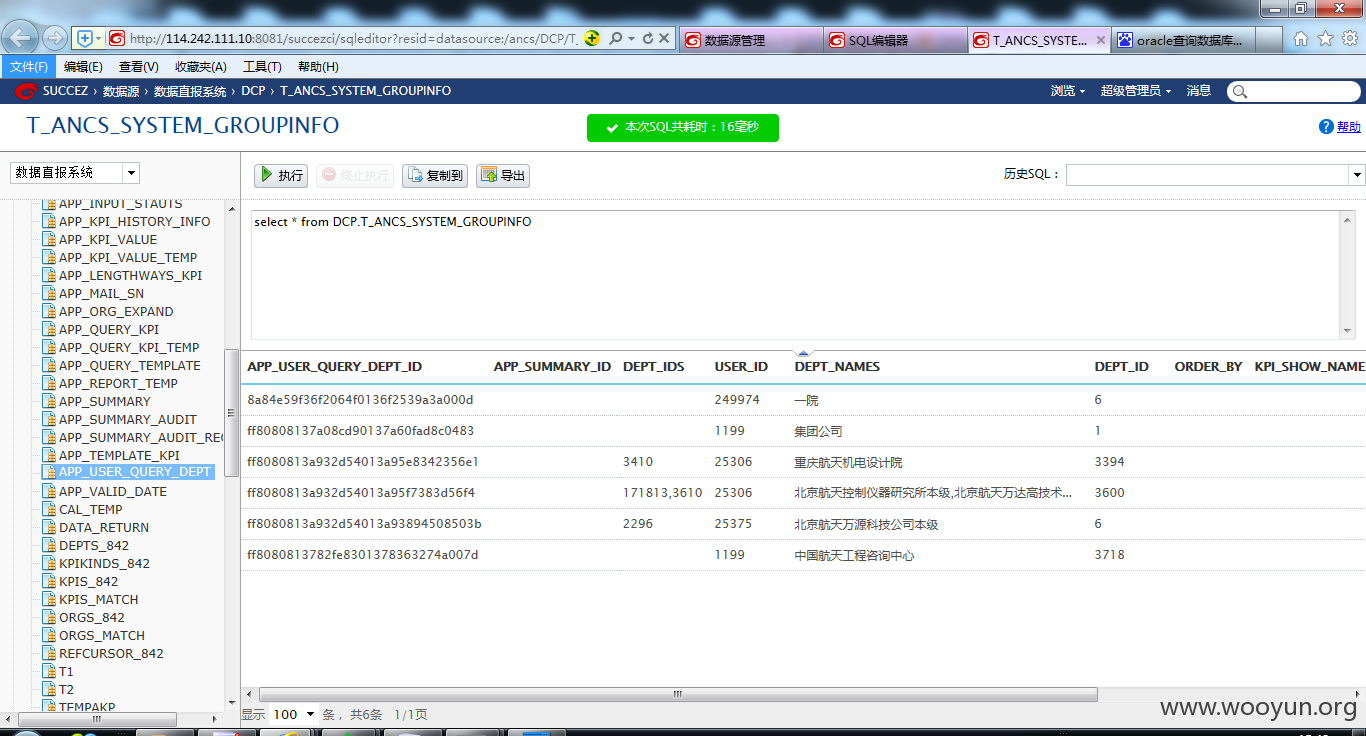 http://114.242.111.10:8081/succezci/sqleditor?resid=datasource:/ancs/DCP/T_
数据源管理
SQL编辑器
T_ANCS_SYSTE...
oracle查询数据库...
文件(F) 编辑(E) 查看(V) 收藏夹(A) 工具(T) 帮助(H)
SUCCEZ › 数据源 › 数据直报系统 › DCP › T_ANCS_SYSTEM_GROUPINFO
浏览 超级管理员 消息
T_ANCS_SYSTEM_GROUPINFO
本次SQL共耗时：16毫秒
帮助
数据直报系统
执行 终止执行 复制到 导出
历史SQL：
APP_INPUT_STAUTS
APP_KPI_HISTORY_INFO
APP_KPI_VALUE
APP_KPI_VALUE_TEMP
APP_LENGTHWAYS_KPI
APP_MAIL_SN
APP_ORG_EXPAND
APP_QUERY_KPI
APP_QUERY_KPI_TEMP
APP_QUERY_TEMPLATE
APP_REPORT_TEMP
APP_SUMMARY
APP_SUMMARY_AUDIT
APP_SUMMARY_AUDIT_REC
APP_TEMPLATE_KPI
APP_USER_QUERY_DEPT
APP_VALID_DATE
CAL_TEMP
DATA_RETURN
DEPTS_842
KPIKINDS_842
KPIS_842
KPIS_MATCH
ORGS_842
ORGS_MATCH
REFCURSOR_842
T1
T2
TEMPAKP
select * from DCP.T_ANCS_SYSTEM_GROUPINFO
APP_USER_QUERY_DEPT_ID APP_SUMMARY_ID DEPT_IDS USER_ID DEPT_NAMES DEPT_ID ORDER_BY KPI_SHOW_NAME
8a84e59f36f2064f0136f2539a3a000d 249974 一院 6
ff80808137a08cd90137a60fad8c0483 1199 集团公司 1
ff8080813a932d54013a95e8342356e1 3410 25306 重庆航天机电设计院 3394
ff8080813a932d54013a95f7383d56f4 171813,3610 25306 北京航天控制仪器研究所本级,北京航天万达高技术... 3600
ff8080813a932d54013a93894508503b 2296 25375 北京航天万源科技公司本级 6
ff8080813782fe8301378363274a007d 1199 中国航天工程咨询中心 3718
显示 100 条，共6条 1/1页
www.wooyun.org